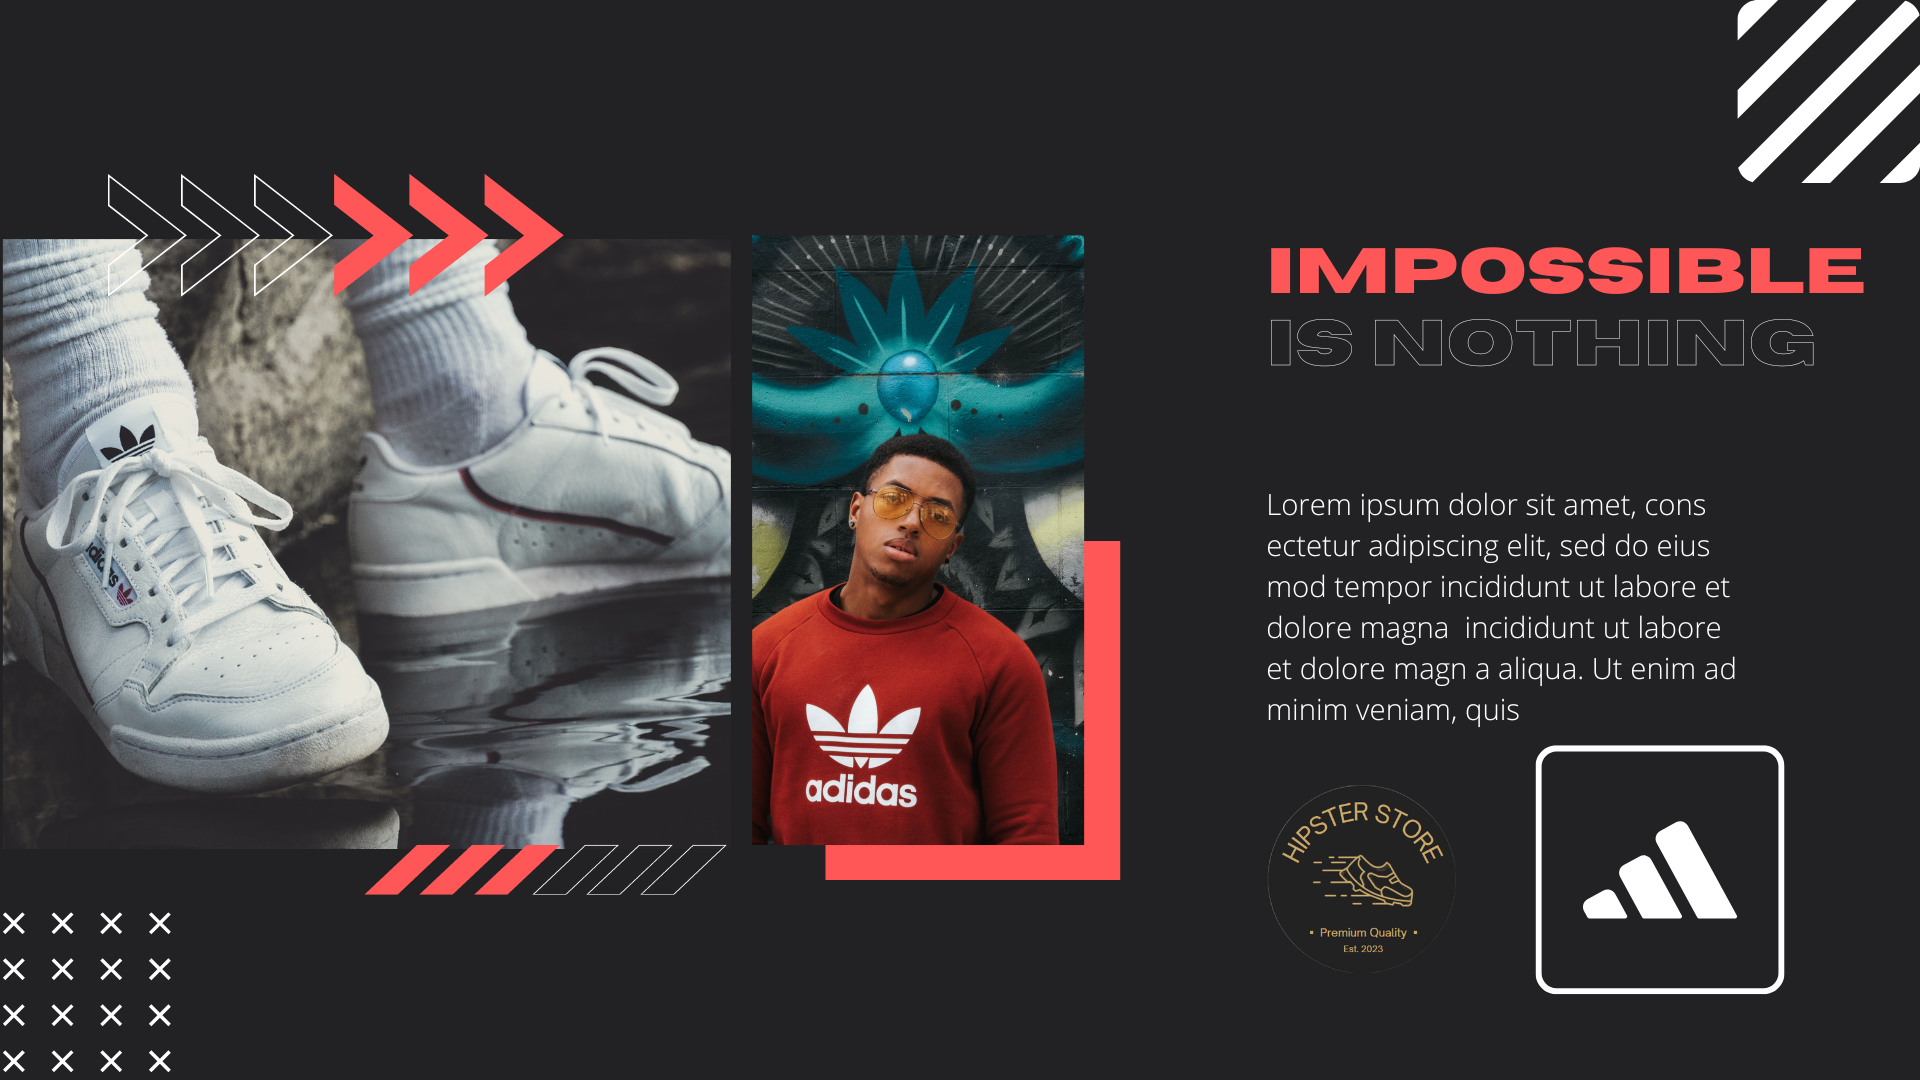 IMPOSSIBLE
IS NOTHING
adidas
adidas
Lorem ipsum dolor sit amet, cons
ectetur adipiscing elit, sed do eius
mod tempor incididunt ut labore et
dolore magna  incididunt ut labore
et dolore magn a aliqua. Ut enim ad
minim veniam, quis
HIPSTER STORE
• Premium Quality •
Est. 2023